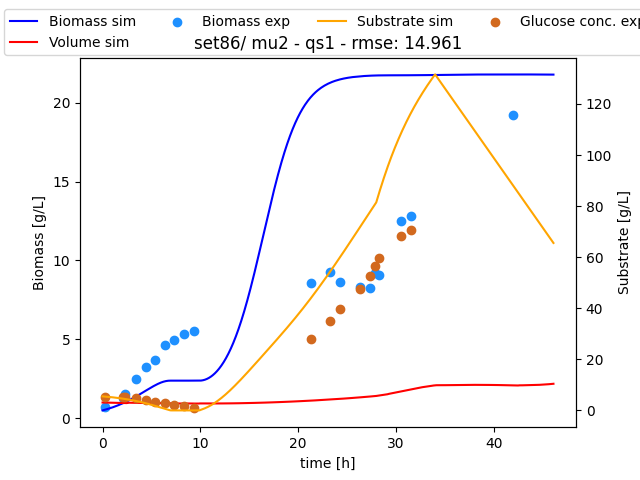 Biomass sim
Biomass exp
Substrate sim
Glucose conc. exp
Volume sim
set86/ mu2 - qs1 - rmse: 14.961
Biomass [g/L]
Substrate [g/L]
20
15
10
5
0
120
100
80
60
40
20
0
0
10
20
30
40
time [h]